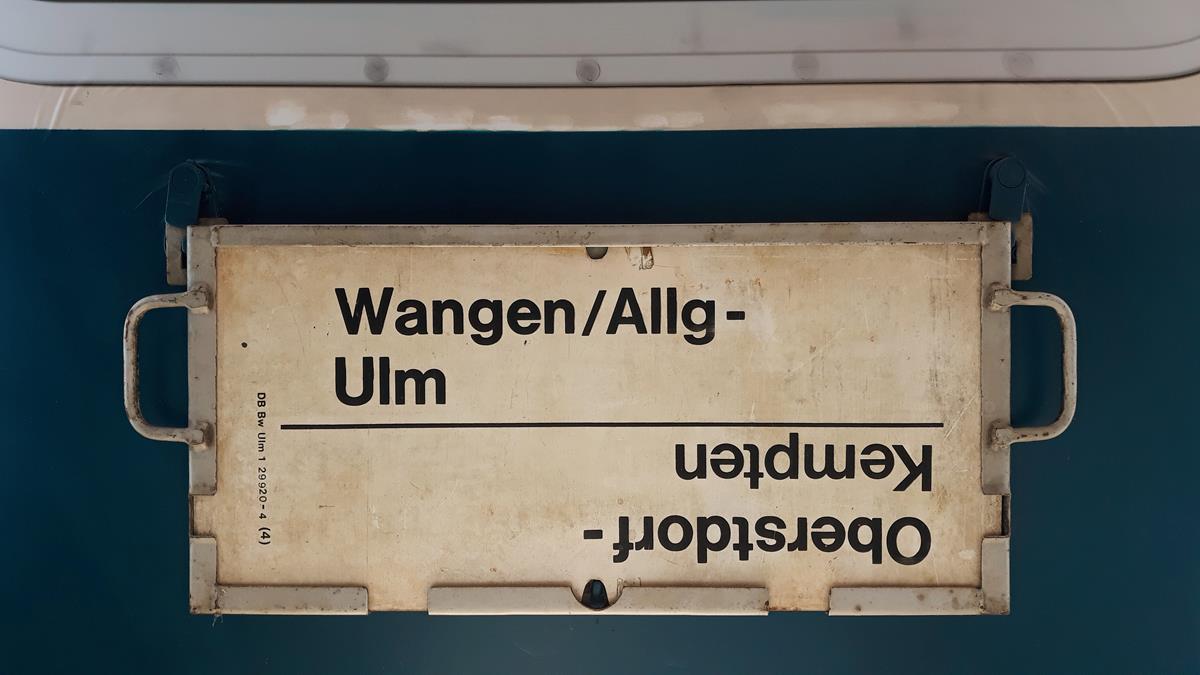 Wangen/Allg-
Ulm
Oberstdorf-
Kempten
DB Bw Ulm 1 29920-4 (4)